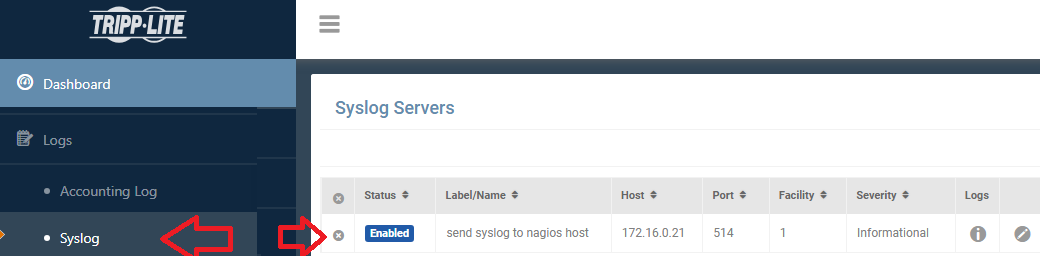 TRIPP·LITE
Dashboard
Logs
Accounting Log
Syslog
Syslog Servers
Status Label/Name Host Port Facility Severity Logs
Enabled send syslog to nagios host 172.16.0.21 514 1 Informational